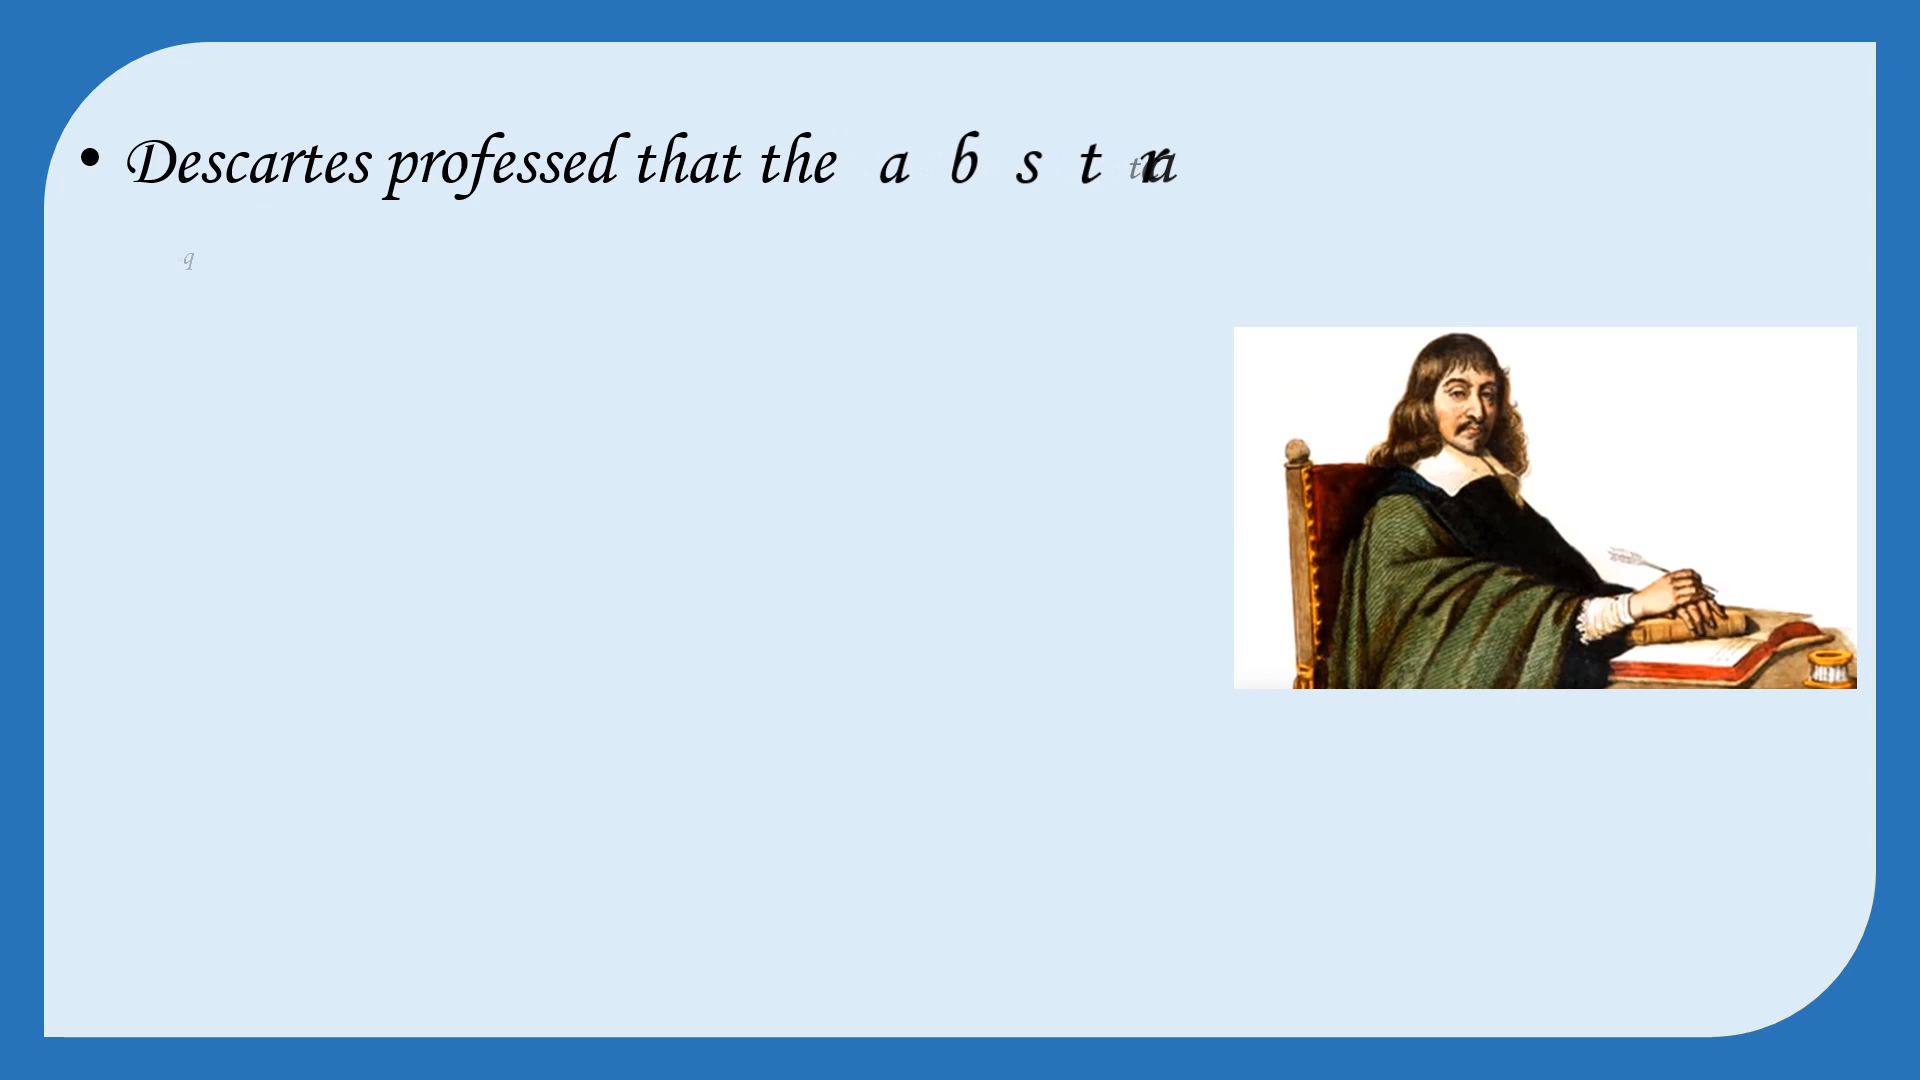 • Descartes professed that the a b s t r a
q